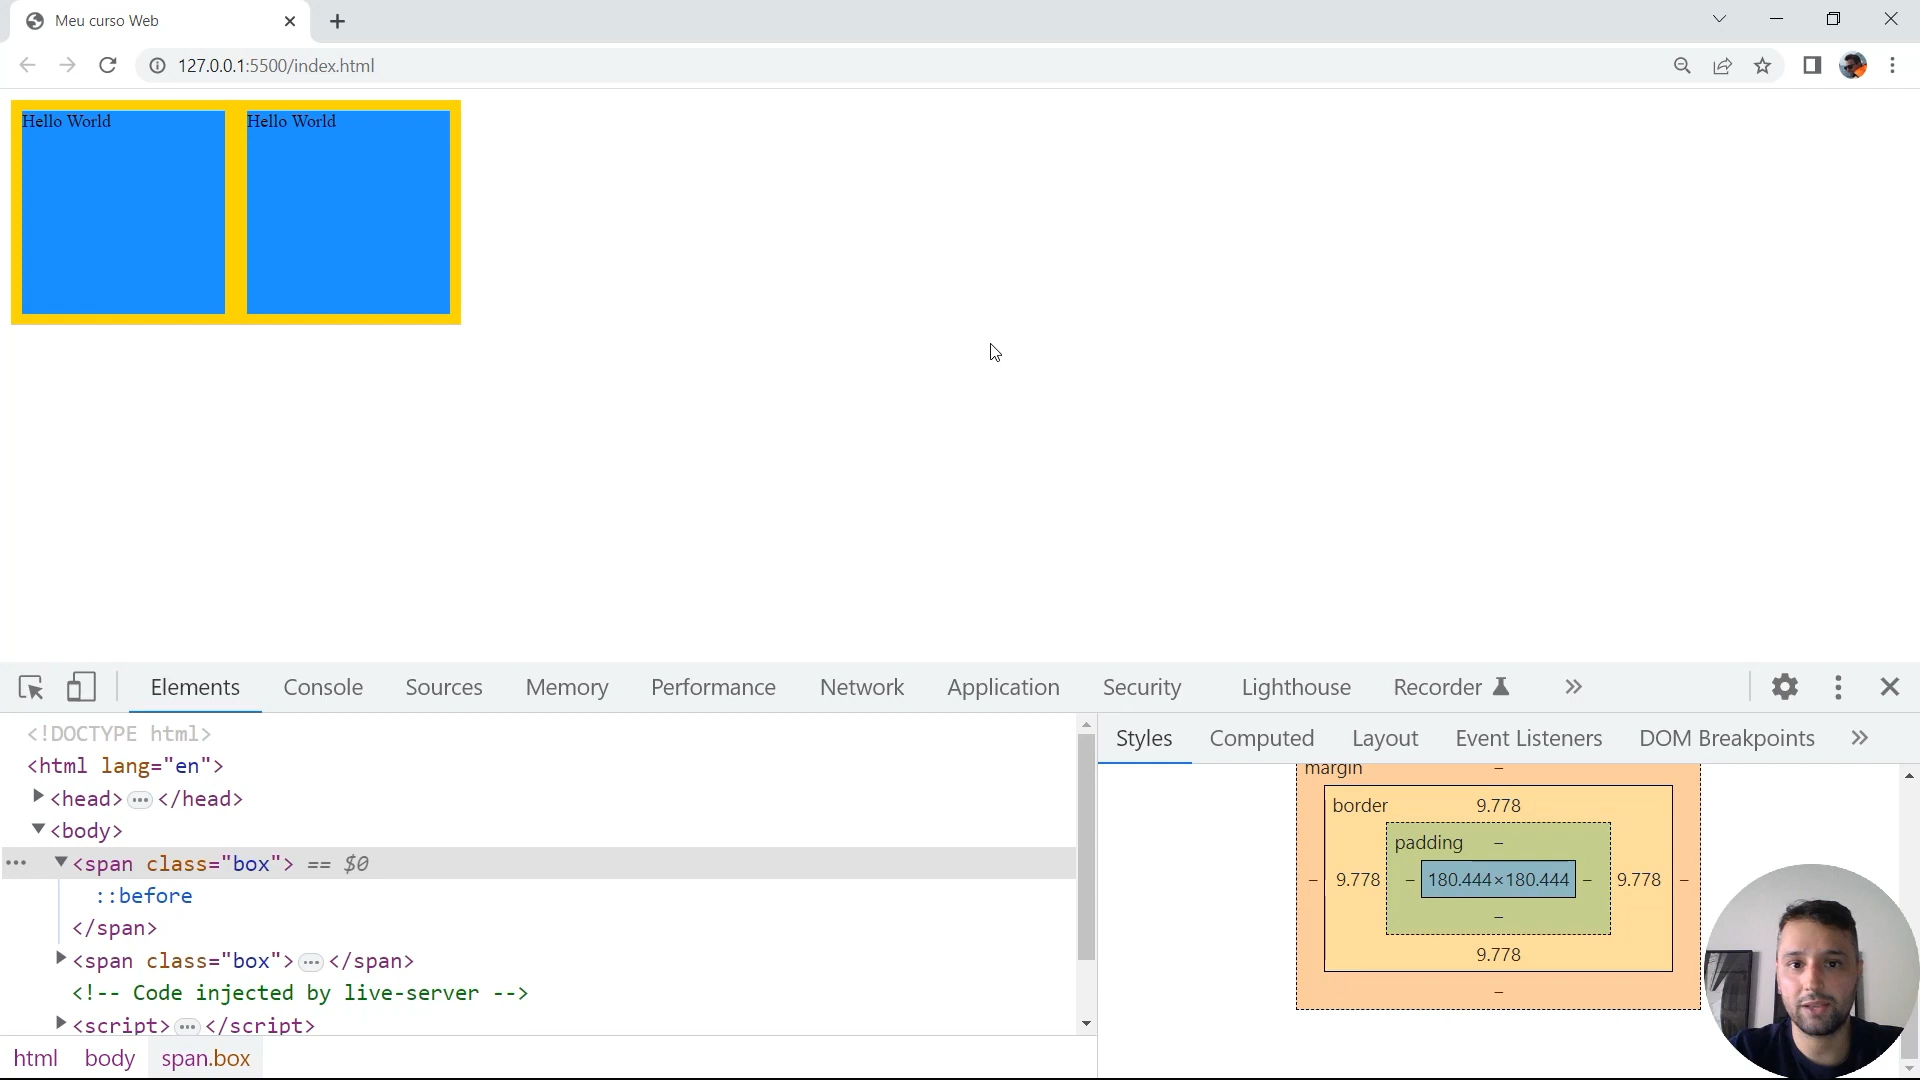 Meu curso Web
127.0.0.1:5500/index.html
Hello World Hello World
Elements Console Sources Memory Performance Network Application Security Lighthouse Recorder
<!DOCTYPE html>
<html lang="en">
<head> ... </head>
<body>
... <span class="box"> == $0
::before
</span>
<span class="box"> ... </span>
<!-- Code injected by live-server -->
<script> ... </script>
html body span.box
Styles Computed Layout Event Listeners DOM Breakpoints
margin –
border 9.778
padding –
– 9.778 – 180.444×180.444 – 9.778 –
–
9.778
–